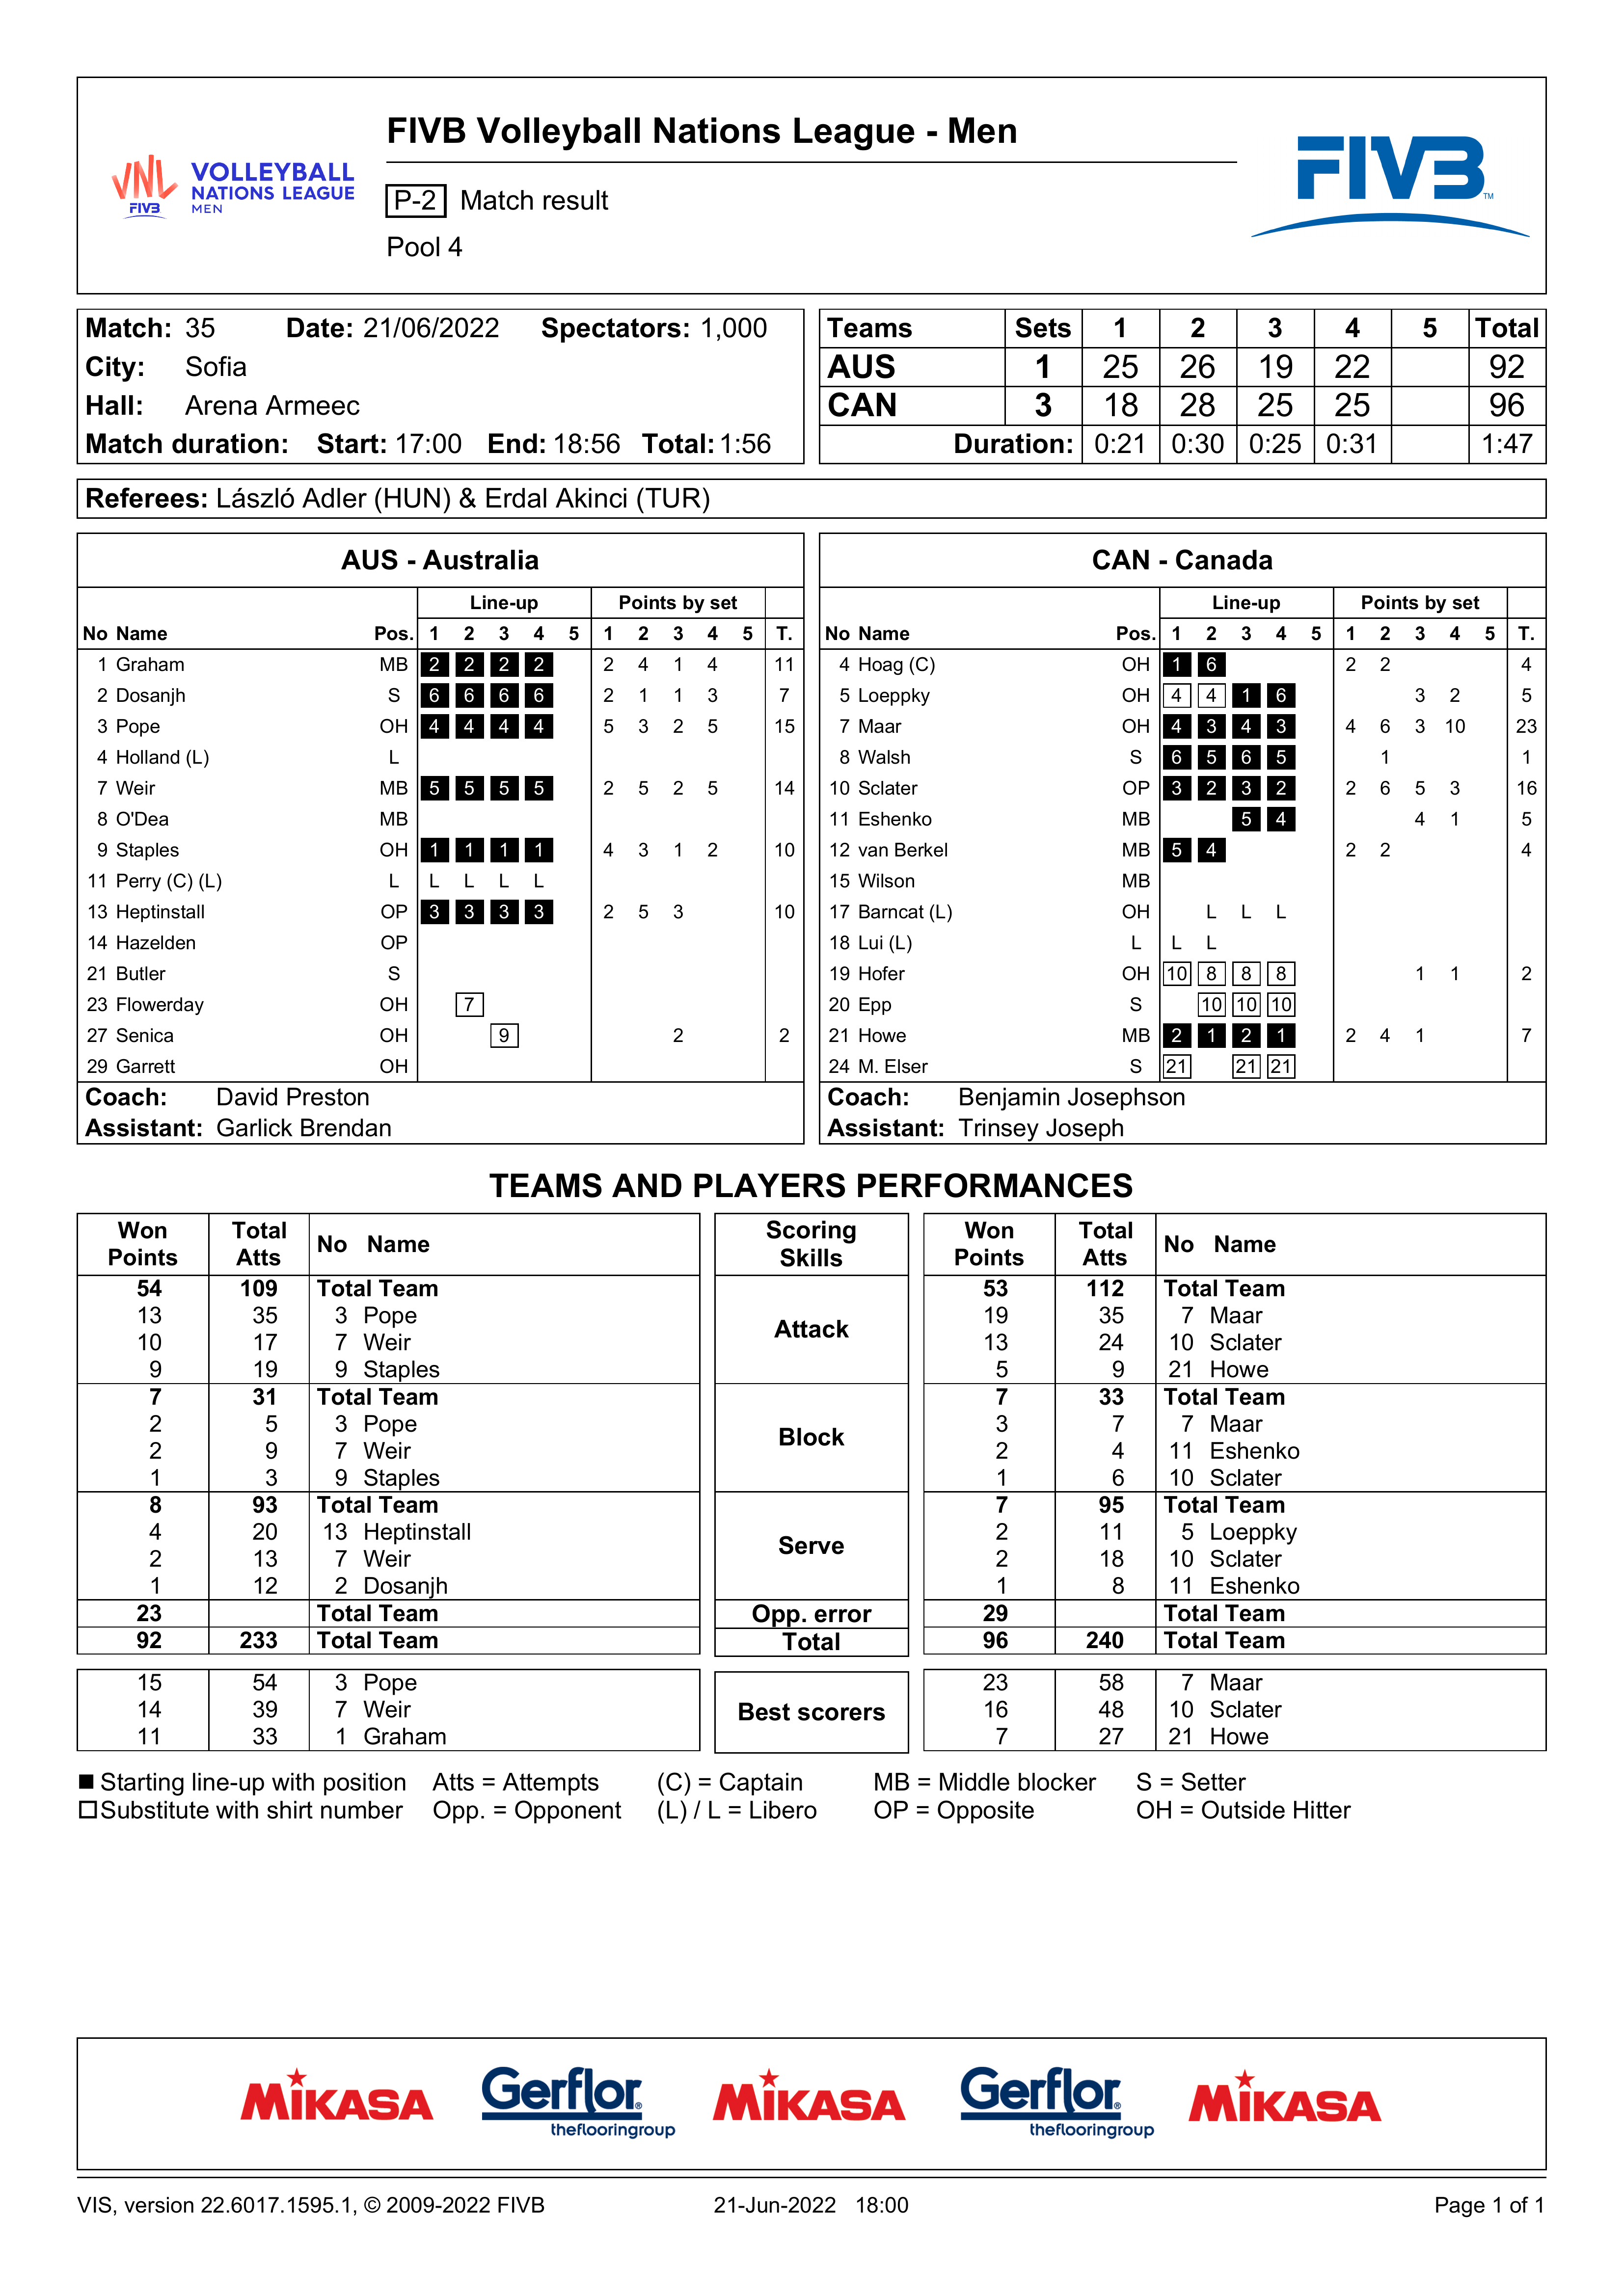 FIVB Volleyball Nations League - Men
VNL FIVB VOLLEYBALL NATIONS LEAGUE MEN
P-2 Match result
Pool 4
FIVB TM
Match: 35 Date: 21/06/2022 Spectators: 1,000
City: Sofia
Hall: Arena Armeec
Match duration: Start: 17:00 End: 18:56 Total: 1:56
Teams Sets 1 2 3 4 5 Total
AUS 1 25 26 19 22 92
CAN 3 18 28 25 25 96
Duration: 0:21 0:30 0:25 0:31 1:47
Referees: László Adler (HUN) & Erdal Akinci (TUR)
AUS - Australia
Line-up Points by set
No Name Pos. 1 2 3 4 5 1 2 3 4 5 T.
1 Graham MB 2 2 2 2 2 4 1 4 11
2 Dosanjh S 6 6 6 6 2 1 1 3 7
3 Pope OH 4 4 4 4 5 3 2 5 15
4 Holland (L) L
7 Weir MB 5 5 5 5 2 5 2 5 14
8 O'Dea MB
9 Staples OH 1 1 1 1 4 3 1 2 10
11 Perry (C) (L) L L L L L
13 Heptinstall OP 3 3 3 3 2 5 3 10
14 Hazelden OP
21 Butler S
23 Flowerday OH 7
27 Senica OH 9 2 2
29 Garrett OH
Coach: David Preston
Assistant: Garlick Brendan
CAN - Canada
Line-up Points by set
No Name Pos. 1 2 3 4 5 1 2 3 4 5 T.
4 Hoag (C) OH 1 6 2 2 4
5 Loeppky OH 4 4 1 6 3 2 5
7 Maar OH 4 3 4 3 4 6 3 10 23
8 Walsh S 6 5 6 5 1 1
10 Sclater OP 3 2 3 2 2 6 5 3 16
11 Eshenko MB 5 4 4 1 5
12 van Berkel MB 5 4 2 2 4
15 Wilson MB
17 Barncat (L) OH L L L
18 Lui (L) L L L
19 Hofer OH 10 8 8 8 1 1 2
20 Epp S 10 10 10
21 Howe MB 2 1 2 1 2 4 1 7
24 M. Elser S 21 21 21
Coach: Benjamin Josephson
Assistant: Trinsey Joseph
TEAMS AND PLAYERS PERFORMANCES
Won Points Total Atts No Name Scoring Skills Won Points Total Atts No Name
54 109 Total Team Attack 53 112 Total Team
13 35 3 Pope 19 35 7 Maar
10 17 7 Weir 13 24 10 Sclater
9 19 9 Staples 5 9 21 Howe
7 31 Total Team Block 7 33 Total Team
2 5 3 Pope 3 7 7 Maar
2 9 7 Weir 2 4 11 Eshenko
1 3 9 Staples 1 6 10 Sclater
8 93 Total Team Serve 7 95 Total Team
4 20 13 Heptinstall 2 11 5 Loeppky
2 13 7 Weir 2 18 10 Sclater
1 12 2 Dosanjh 1 8 11 Eshenko
23 Total Team Opp. error 29 Total Team
92 233 Total Team Total 96 240 Total Team
15 54 3 Pope Best scorers 23 58 7 Maar
14 39 7 Weir 16 48 10 Sclater
11 33 1 Graham 7 27 21 Howe
Starting line-up with position Atts = Attempts (C) = Captain MB = Middle blocker S = Setter
Substitute with shirt number Opp. = Opponent (L) / L = Libero OP = Opposite OH = Outside Hitter
MIKASA Gerflor® theflooringgroup MIKASA Gerflor® theflooringgroup MIKASA
VIS, version 22.6017.1595.1, © 2009-2022 FIVB 21-Jun-2022 18:00 Page 1 of 1